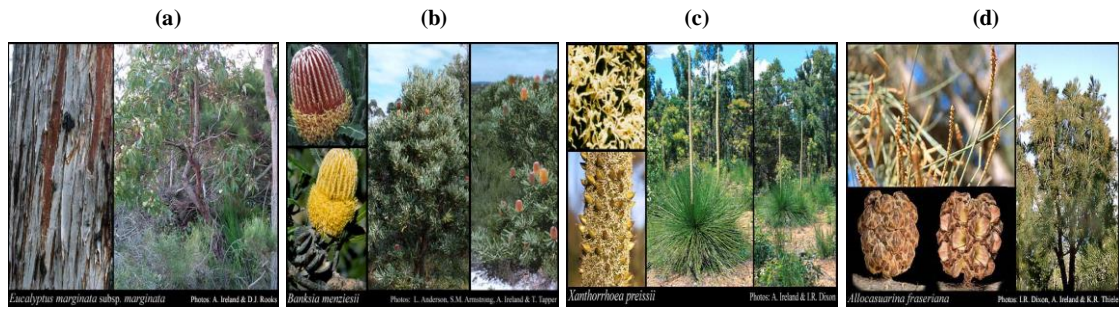 (a)
(b)
(c)
(d)
Eucalyptus marginata subsp. marginata
Photos: A. Ireland & D.J. Rooks
Banksia menziesii
Photos: L. Anderson, S.M. Armstrong, A. Ireland & T. Tapper
Xanthorrhoea preissii
Photos: A. Ireland & I.R. Dixon
Allocasuarina fraseriana
Photos: I.R. Dixon, A. Ireland & K.R. Thiele